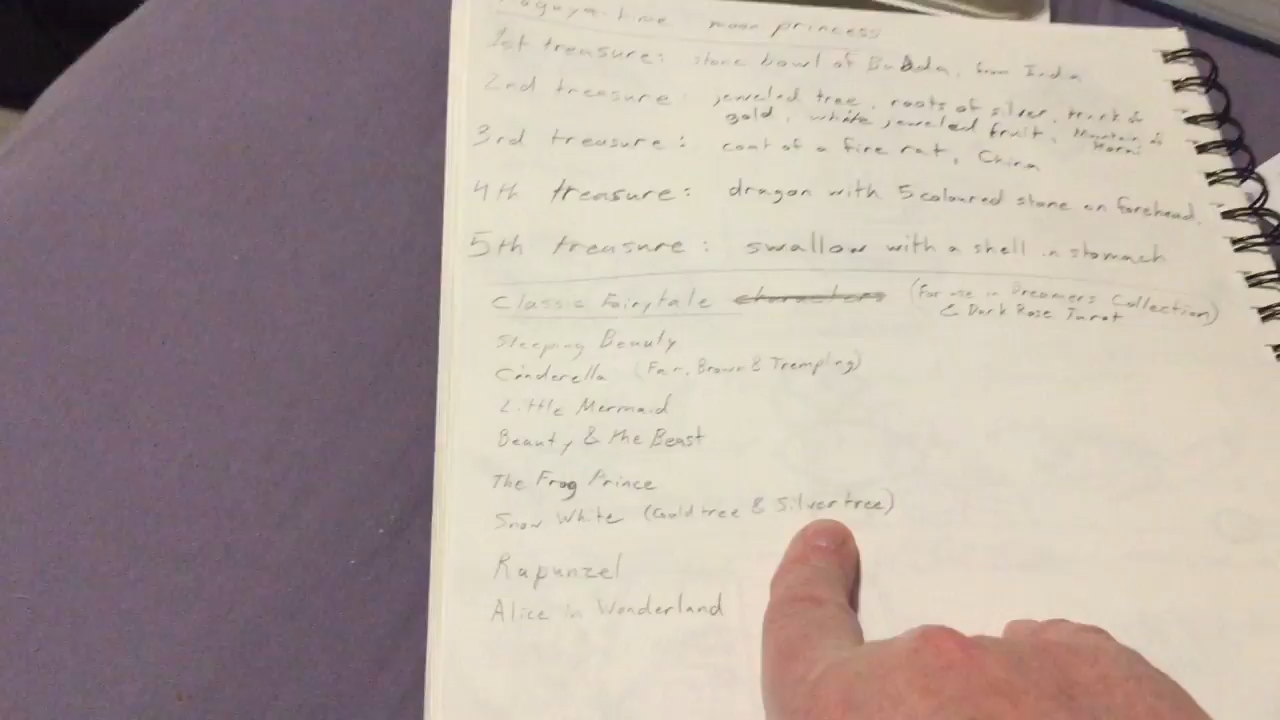 moon princess
1st treasure: stone bowl of Budda, from India
2nd treasure: jeweled tree, roots of silver, trunk of
gold, white jeweled fruit, Mountain of
Horai
3rd treasure: coat of a fire rat, China
4th treasure: dragon with 5 coloured stone on forehead.
5th treasure: swallow with a shell in stomach
Classic Fairytale characters (For use in Dreamers Collection)
& Dark Rose Tarot
Sleeping Beauty
Cinderella (Fair, Brown & Trempling)
Little Mermaid
Beauty & the Beast
The Frog Prince
Snow White (Gold tree & Silver tree)
Rapunzel
Alice in Wonderland